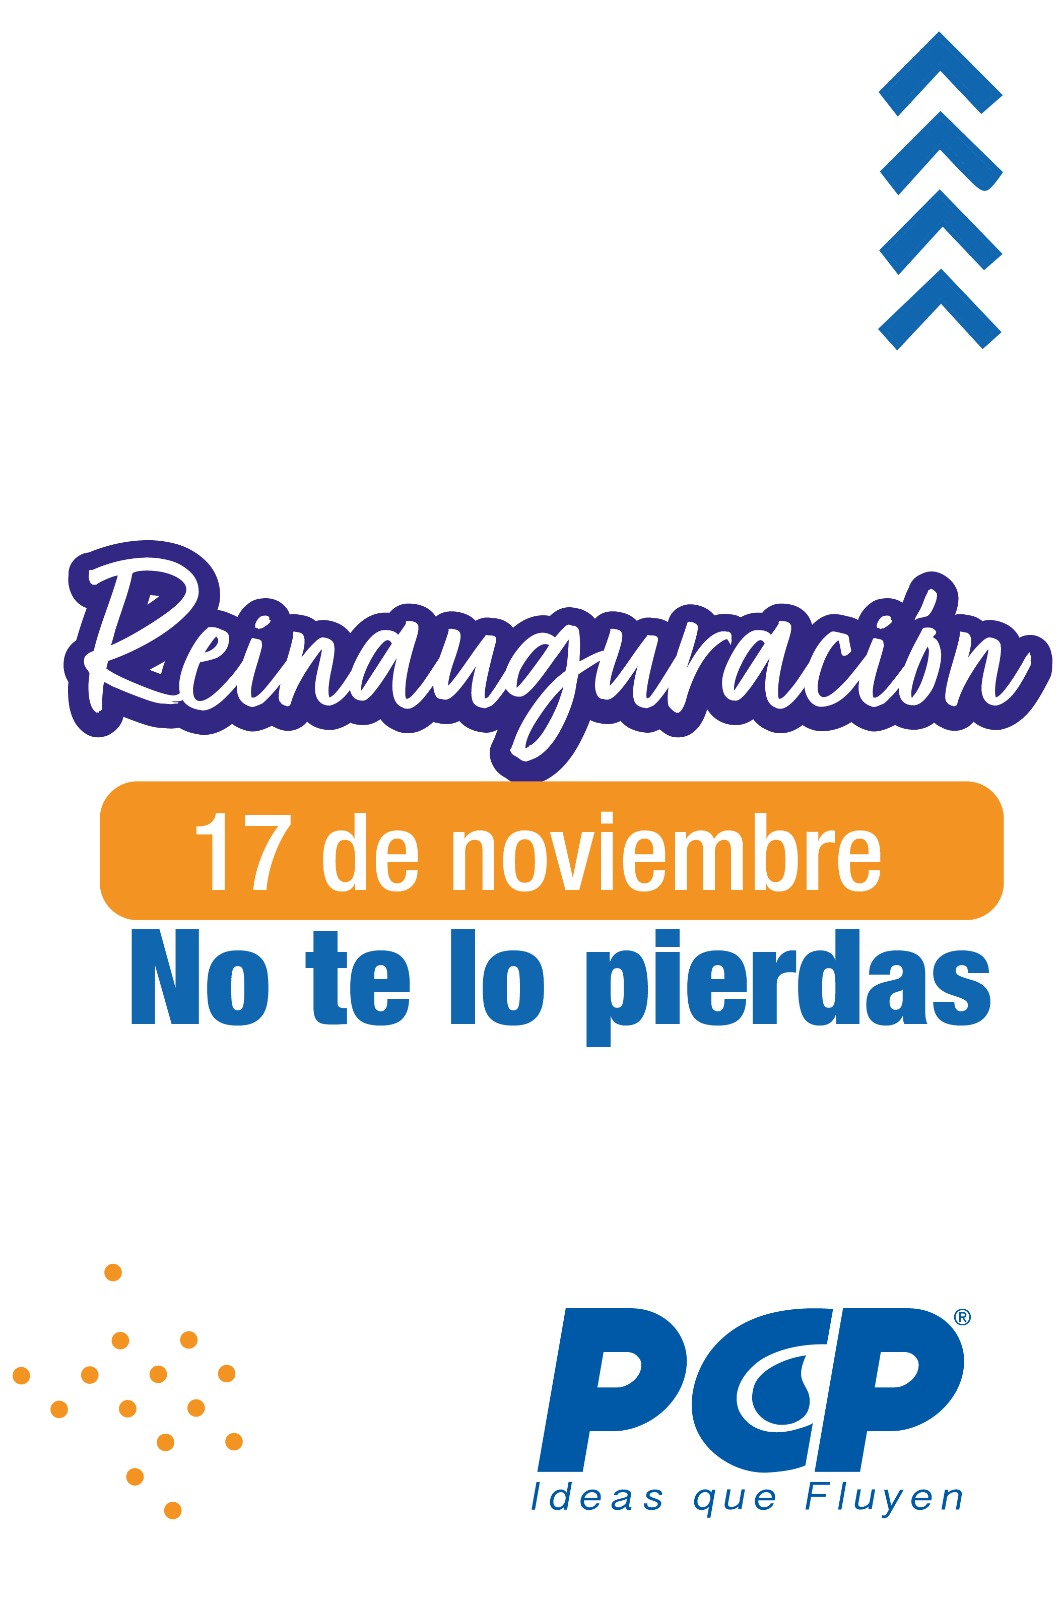 Reinauguración
17 de noviembre
No te lo pierdas
PCP®
Ideas que Fluyen